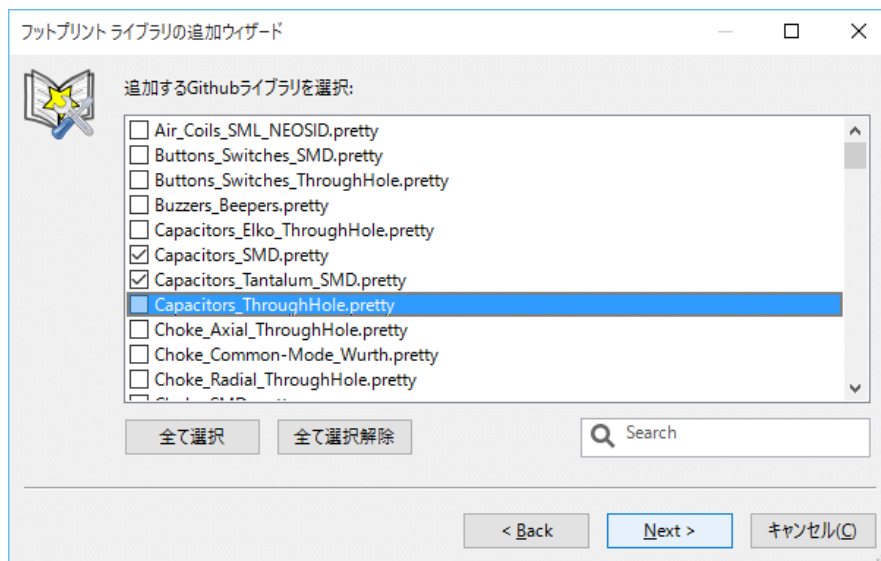 フットプリント ライブラリの追加ウィザード
追加するGithubライブラリを選択:
Air_Coils_SML_NEOSID.pretty
Buttons_Switches_SMD.pretty
Buttons_Switches_ThroughHole.pretty
Buzzers_Beepers.pretty
Capacitors_Elko_ThroughHole.pretty
Capacitors_SMD.pretty
Capacitors_Tantalum_SMD.pretty
Capacitors_ThroughHole.pretty
Choke_Axial_ThroughHole.pretty
Choke_Common-Mode_Wurth.pretty
Choke_Radial_ThroughHole.pretty
全て選択 全て選択解除 Search
< Back Next > キャンセル(C)